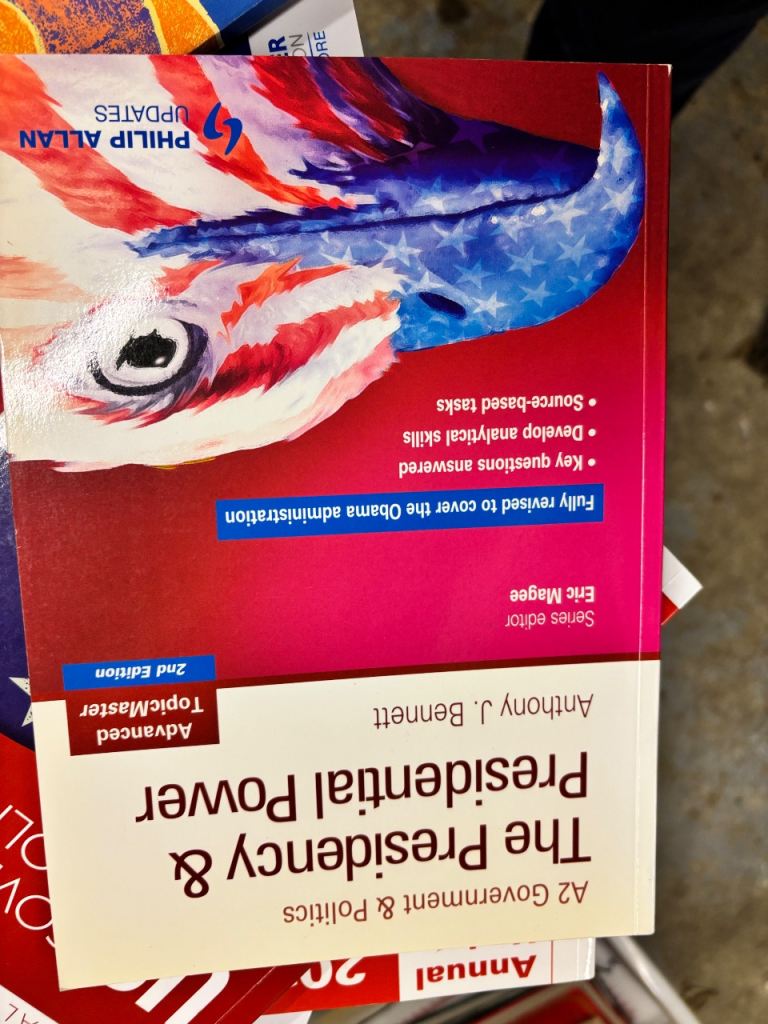 A2 Government & Politics
The Presidency &
Presidential Power
Anthony J. Bennett
Advanced
TopicMaster
2nd Edition
Series editor
Eric Magee
Fully revised to cover the Obama administration
• Key questions answered
• Develop analytical skills
• Source-based tasks
PHILIP ALLAN
UPDATES
Annual